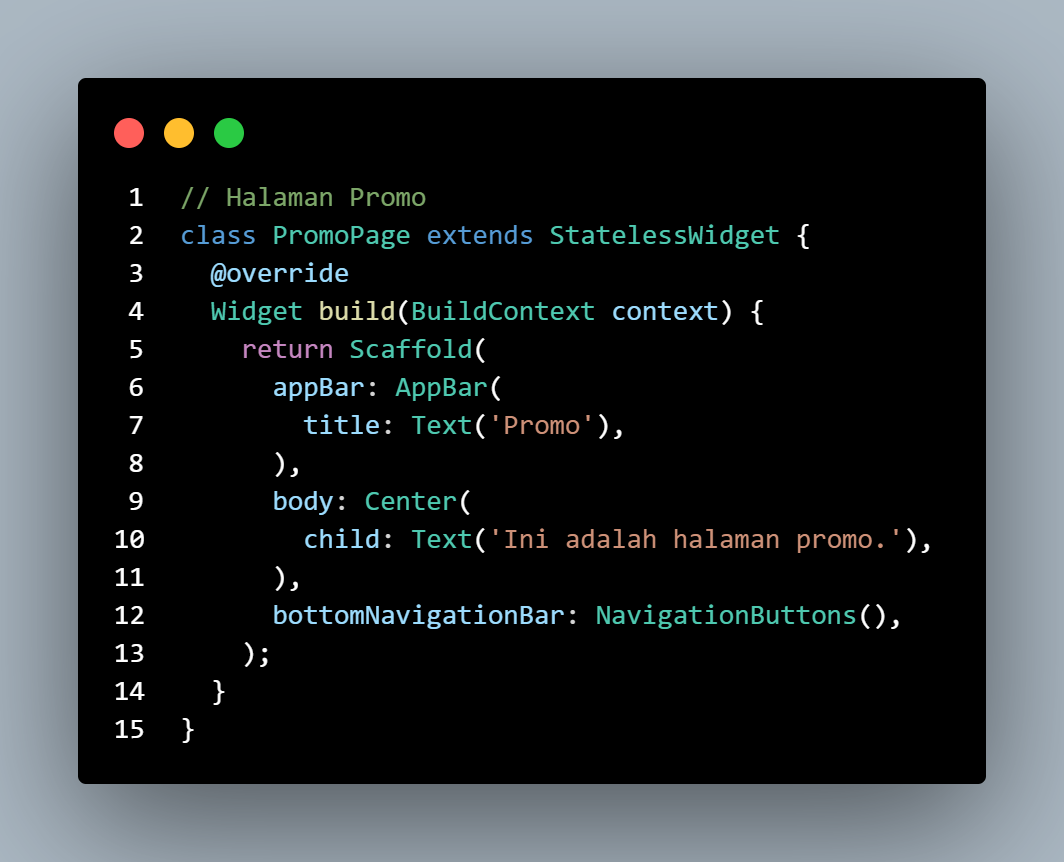 1 // Halaman Promo
2 class PromoPage extends StatelessWidget {
3   @override
4   Widget build(BuildContext context) {
5     return Scaffold(
6       appBar: AppBar(
7         title: Text('Promo'),
8       ),
9       body: Center(
10         child: Text('Ini adalah halaman promo.'),
11       ),
12       bottomNavigationBar: NavigationButtons(),
13     );
14   }
15 }